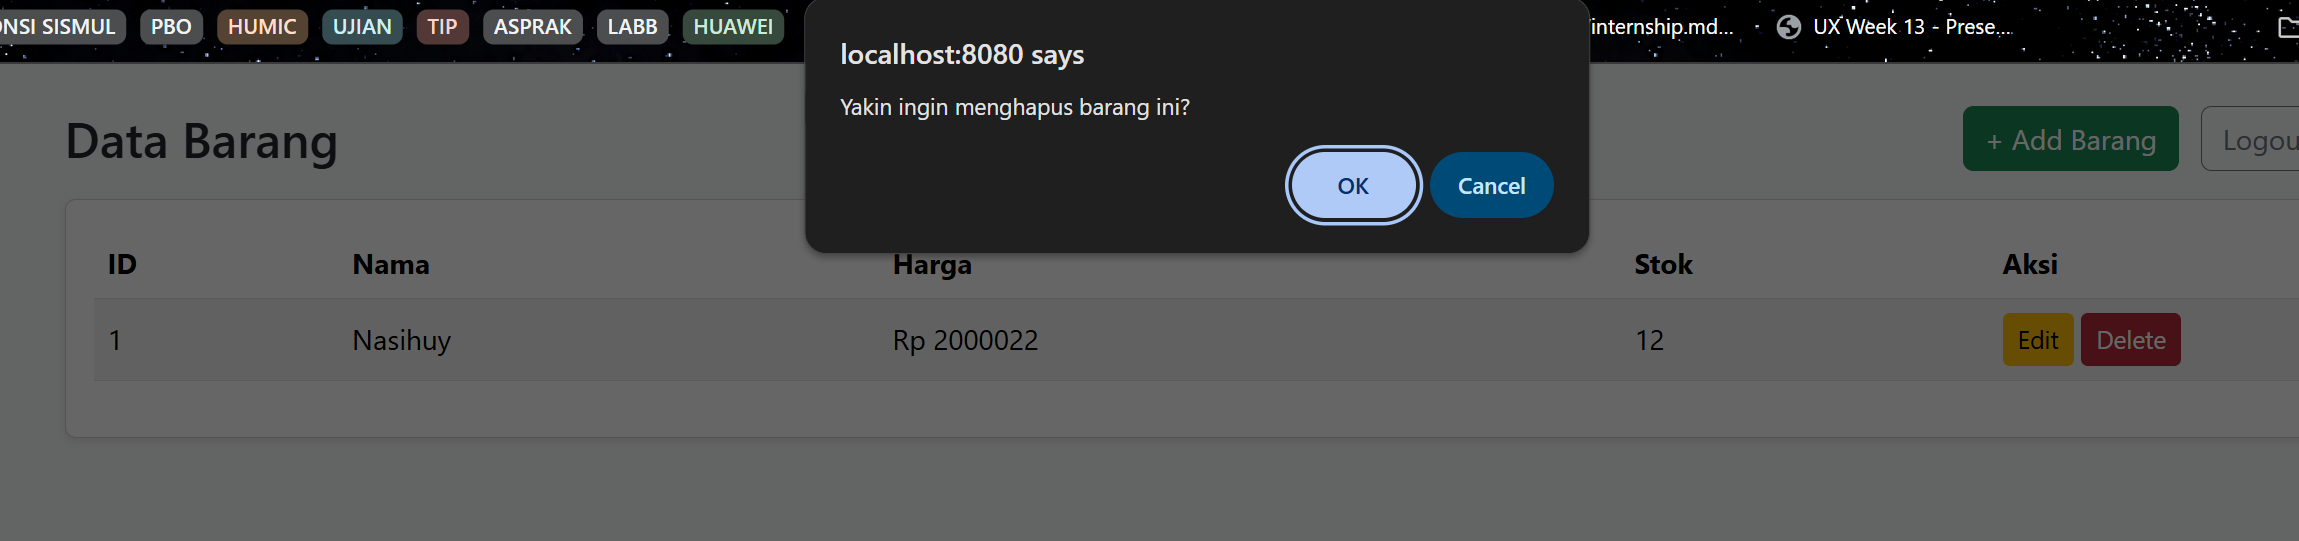 ONSI SISMUL PBO HUMIC UJIAN TIP ASPRAK LABB HUAWEI internship.md... UX Week 13 - Prese...
localhost:8080 says
Yakin ingin menghapus barang ini?
OK Cancel
Data Barang
+ Add Barang Logou
ID Nama Harga Stok Aksi
1 Nasihuy Rp 2000022 12 Edit Delete